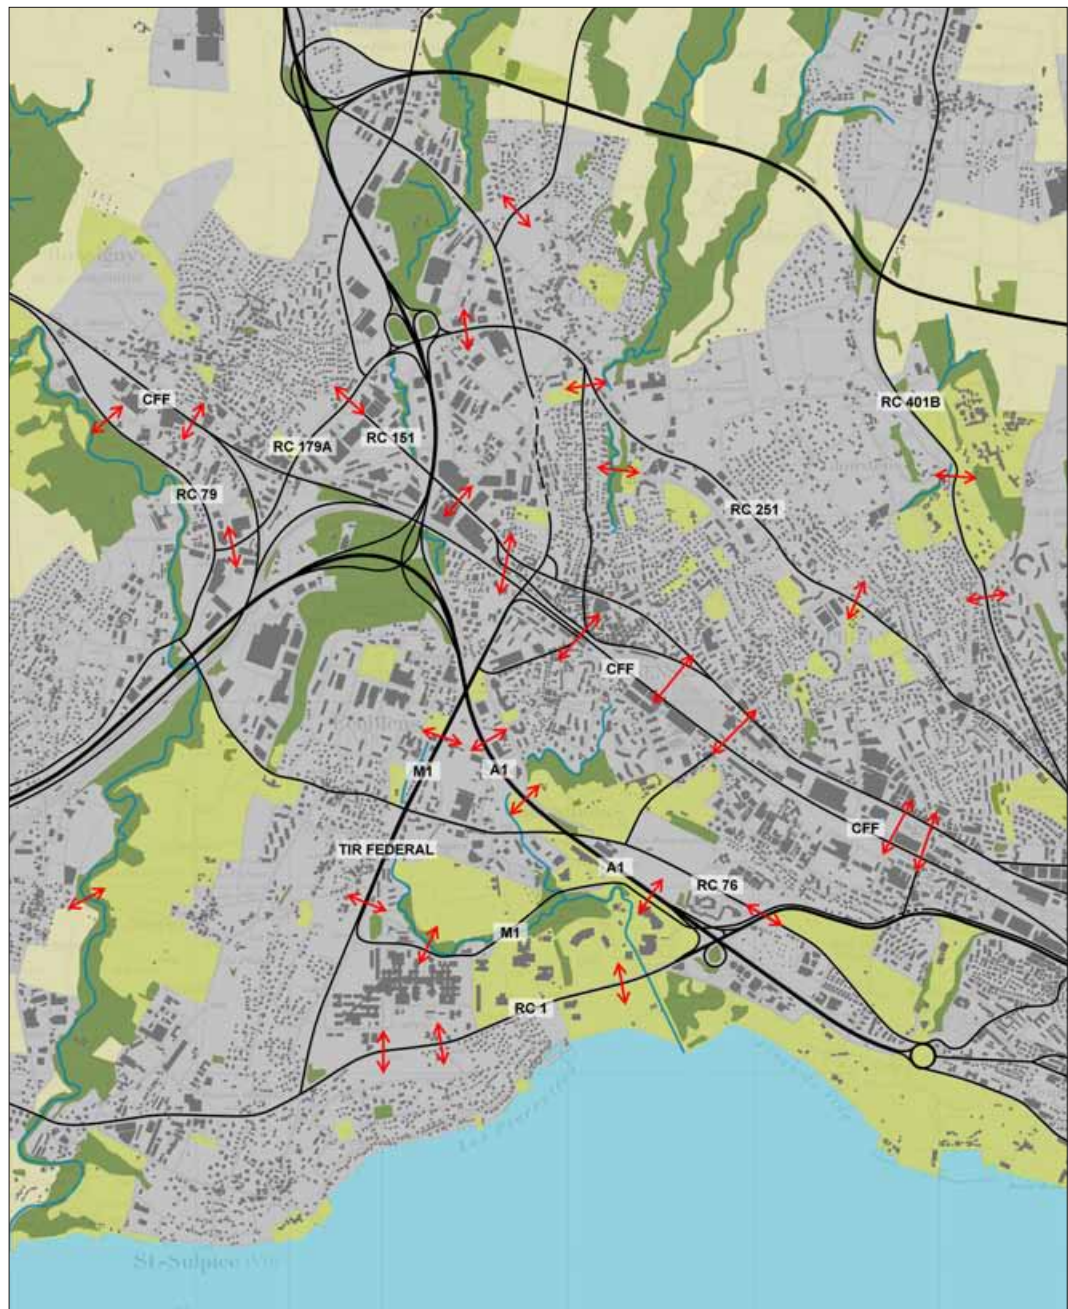 CFF
RC 401B
RC 151
RC 179A
RC 79
RC 251
CFF
M1
A1
CFF
TIR FEDERAL
A1
RC 76
M1
RC 1
St-Sulpice